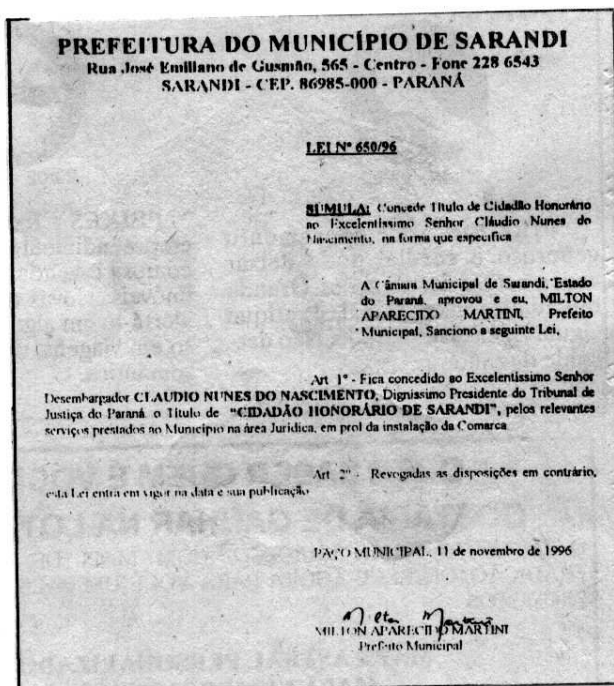 PREFEITURA DO MUNICÍPIO DE SARANDI
Rua José Emiliano de Gusmão, 565 - Centro - Fone 228 6543
SARANDI - CEP. 86985-000 - PARANÁ
LEI Nº 650/96
SÚMULA: Concede Título de Cidadão Honorário
ao Excelentíssimo Senhor Cláudio Nunes do
Nascimento, na forma que especifica
A Câmara Municipal de Sarandi, Estado
do Paraná, aprovou e eu, MILTON
APARECIDO MARTINI, Prefeito
Municipal, Sanciono a seguinte Lei,
Art 1º - Fica concedido ao Excelentíssimo Senhor
Desembargador CLAUDIO NUNES DO NASCIMENTO, Digníssimo Presidente do Tribunal de
Justiça do Paraná, o Título de "CIDADÃO HONORÁRIO DE SARANDI", pelos relevantes
serviços prestados ao Município na área Jurídica, em prol da instalação da Comarca
Art 2º - Revogadas as disposições em contrário,
esta Lei entra em vigor na data e sua publicação
PAÇO MUNICIPAL, 11 de novembro de 1996
Milton Martini
MILTON APARECIDO MARTINI
Prefeito Municipal